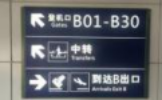 登机口 B01-B30
Gates
中转
Transfers
到达B出口
Arrivals Exit B